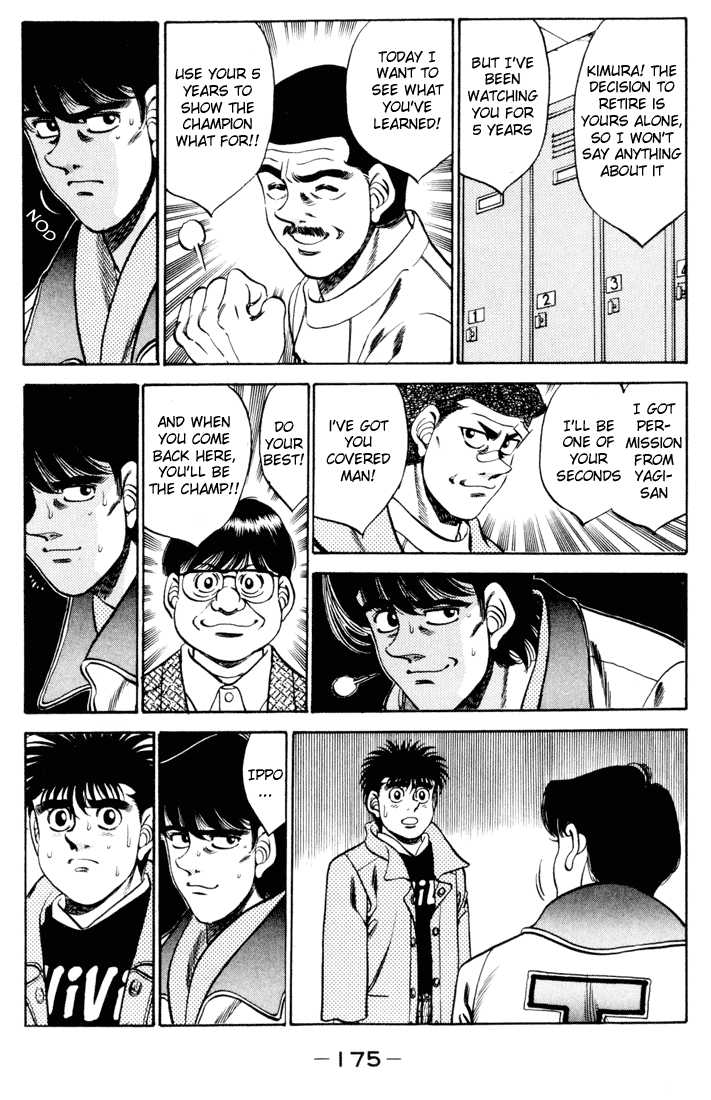 KIMURA! THE
DECISION
TO
RETIRE IS
YOURS ALONE,
SO I WON'T
SAY ANYTHING
ABOUT IT
BUT I'VE
BEEN
WATCHING
YOU FOR
5 YEARS
1
2
3
4
TODAY I
WANT TO
SEE WHAT
YOU'VE
LEARNED!
USE YOUR 5
YEARS TO
SHOW THE
CHAMPION
WHAT FOR!!
NOD
I GOT
PER-
MISSION
FROM
YAGI-
SAN
I'LL BE
ONE OF
YOUR
SECONDS
I'VE GOT
YOU
COVERED
MAN!
DO
YOUR
BEST!
AND WHEN
YOU COME
BACK HERE,
YOU'LL BE
THE CHAMP!!
T
IPPO
...
ViVi
- 175 -